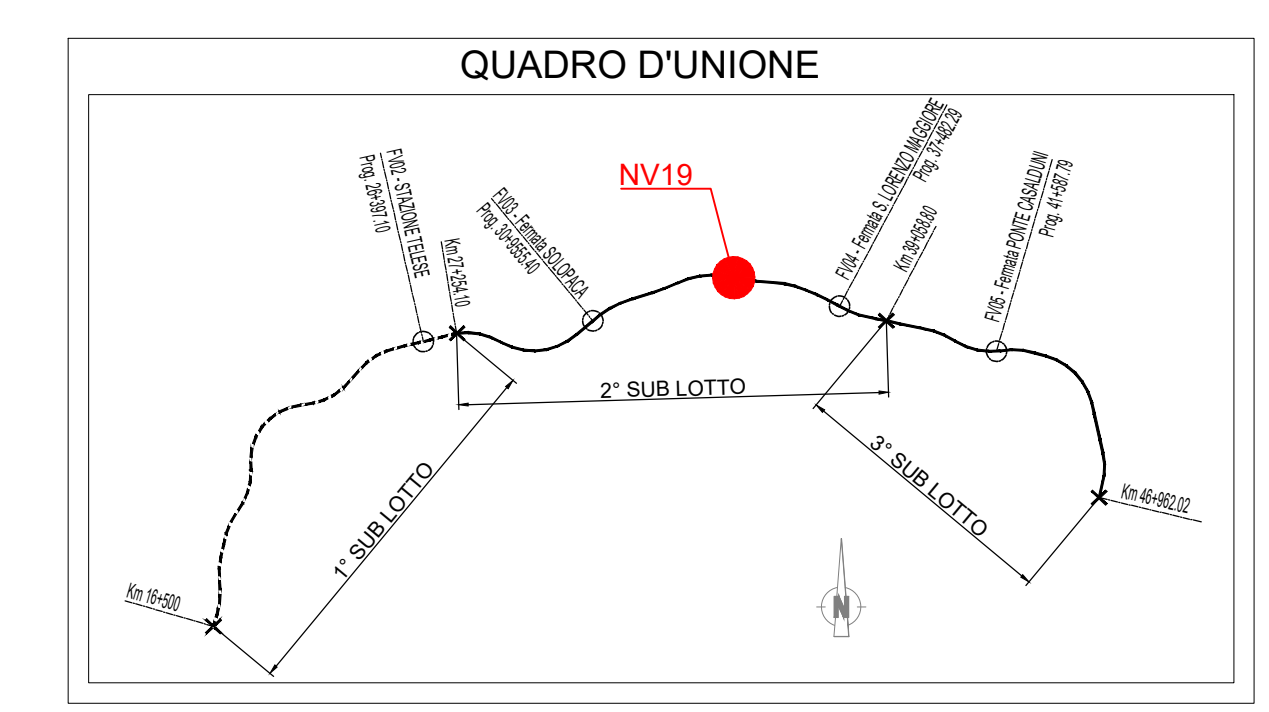 QUADRO D'UNIONE
FV02 - STAZIONE TELESE
Prog. 26+397.10
Km 27+254.10
FV03 - Fermata SOLOPACA
Prog. 30+9555.40
NV19
FV04 - Fermata S. LORENZO MAGGIORE
Prog. 37+482.29
Km 39+058.80
FV05 - Fermata PONTE CASALDUNI
Prog. 41+587.79
2° SUB LOTTO
1° SUB LOTTO
3° SUB LOTTO
Km 46+962.02
Km 16+500
N